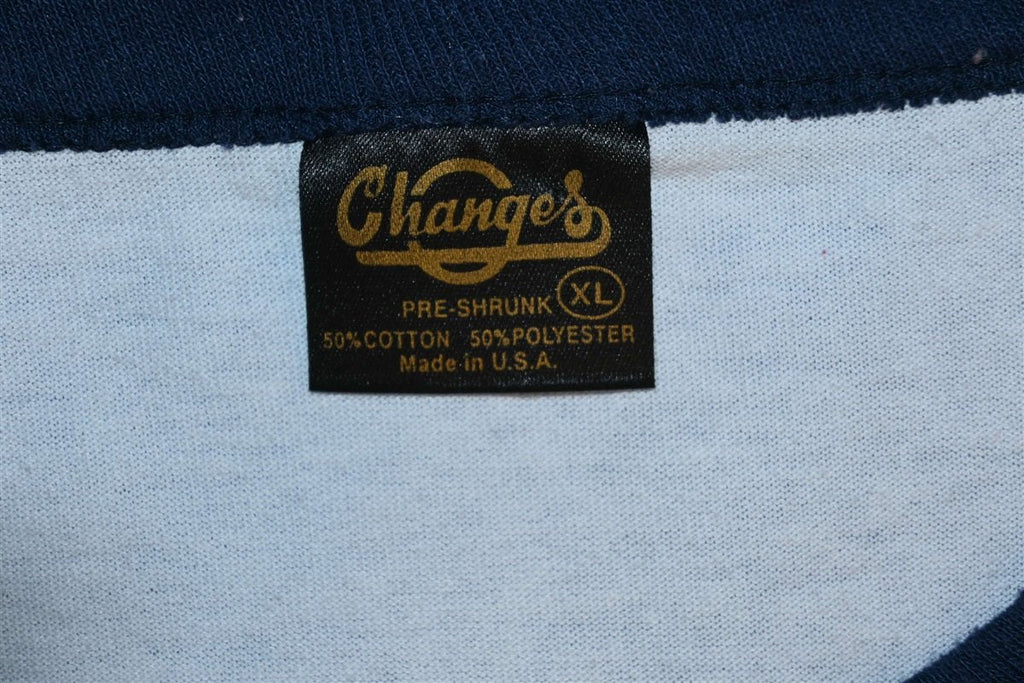 Changes
PRE-SHRUNK XL
50% COTTON 50% POLYESTER
Made in U.S.A.